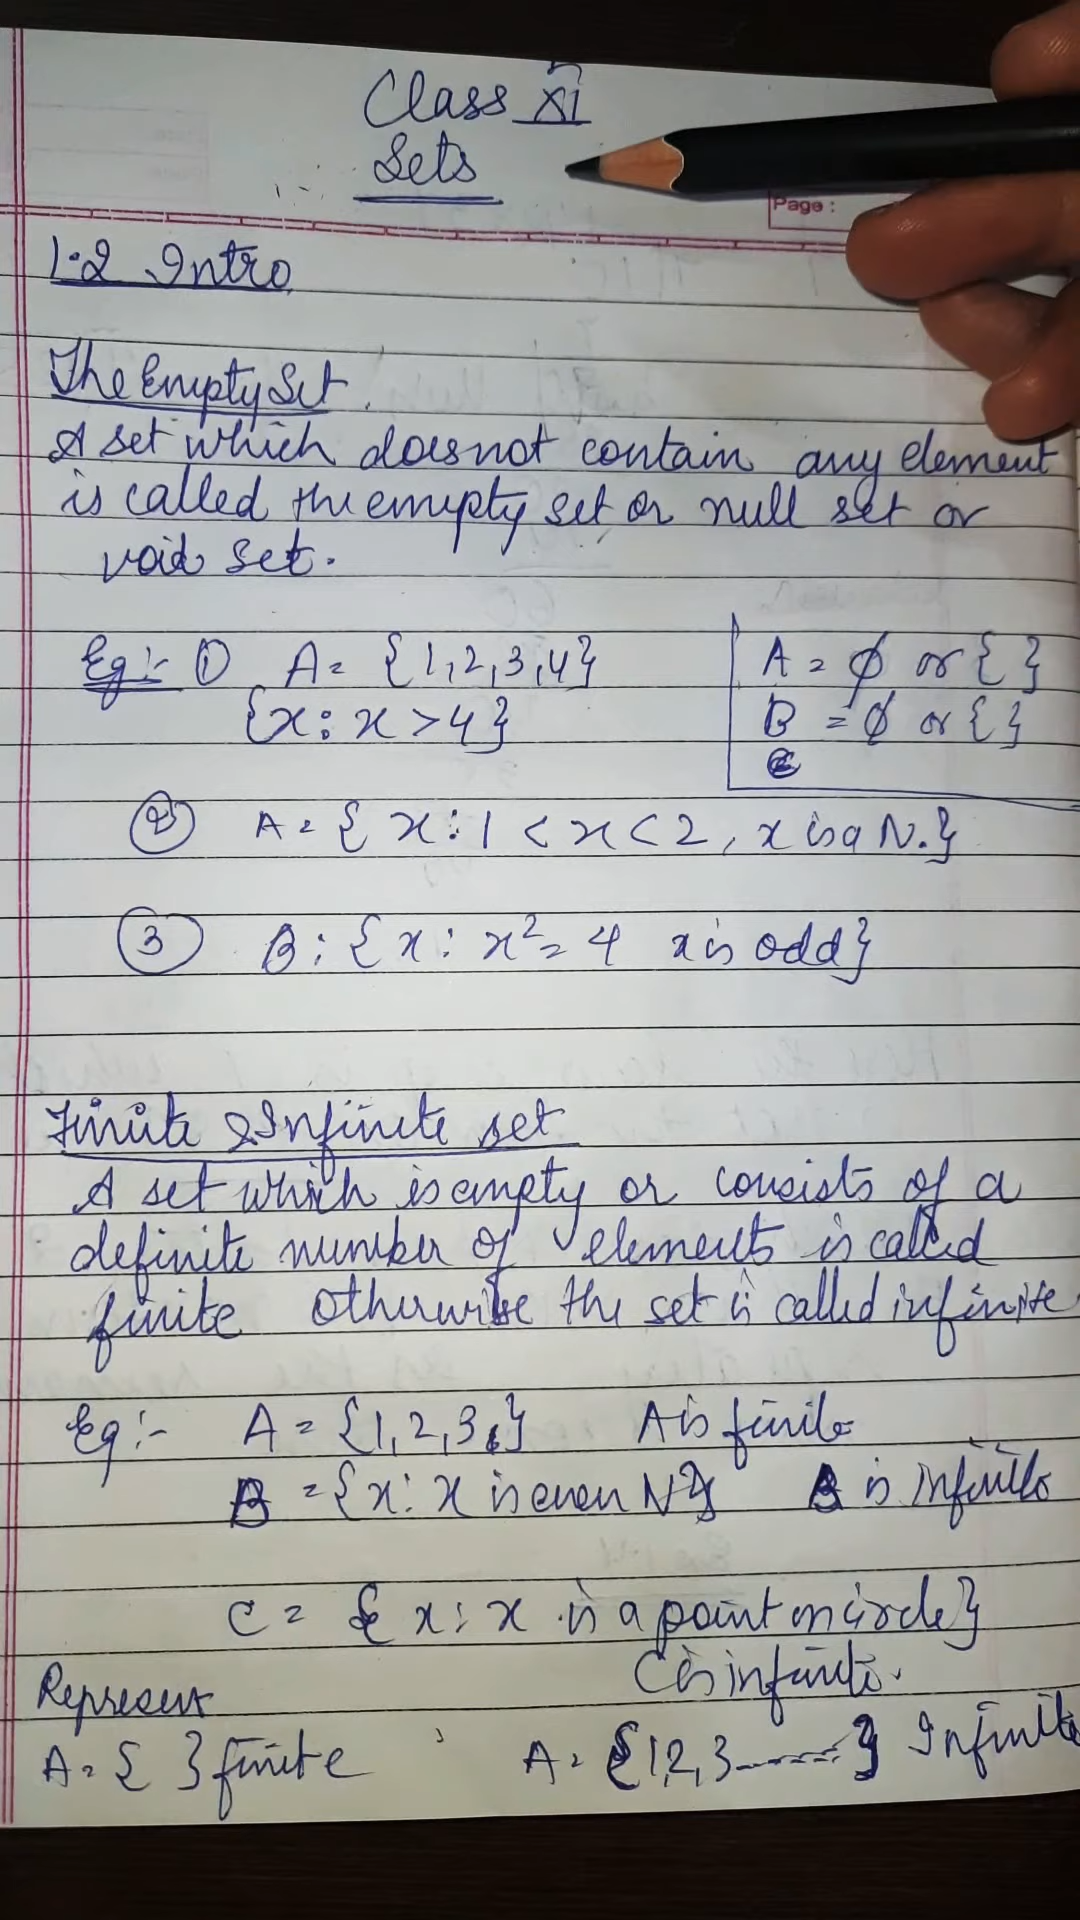 Class XI
Sets
Page :
1.2 Intro
The Empty Set.
A set which does not contain any element
is called the empty set or null set or
void set.
Eg:- ① A = {1,2,3,4}
{x: x > 4}
A = ϕ or { }
B = ϕ or { }
② A = { x : 1 < x < 2, x is a N.}
③ B : { x : x² = 4 x is odd}
Finite & Infinite set
A set which is empty or consists of a
definite number of elements is called
finite otherwise the set is called infinite.
Eg:- A = {1,2,3,} A is finite
B = {x: x is even N} B is infinite
C = { x : x is a point on circle}
C is infinite.
Represent
A = { } finite , A = {1,2,3------} Infinite